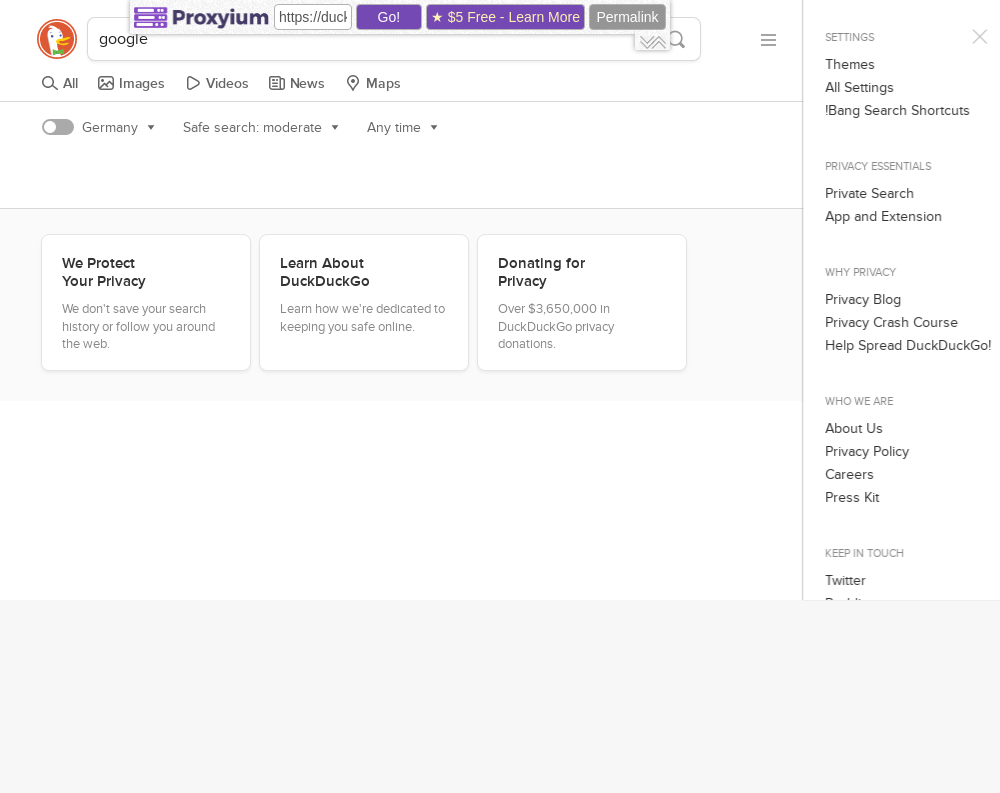 Proxyium https://duck Go! ★ $5 Free - Learn More Permalink
google
All Images Videos News Maps
Germany Safe search: moderate Any time
We Protect
Your Privacy
We don't save your search
history or follow you around
the web.
Learn About
DuckDuckGo
Learn how we're dedicated to
keeping you safe online.
Donating for
Privacy
Over $3,650,000 in
DuckDuckGo privacy
donations.
SETTINGS
Themes
All Settings
!Bang Search Shortcuts
PRIVACY ESSENTIALS
Private Search
App and Extension
WHY PRIVACY
Privacy Blog
Privacy Crash Course
Help Spread DuckDuckGo!
WHO WE ARE
About Us
Privacy Policy
Careers
Press Kit
KEEP IN TOUCH
Twitter